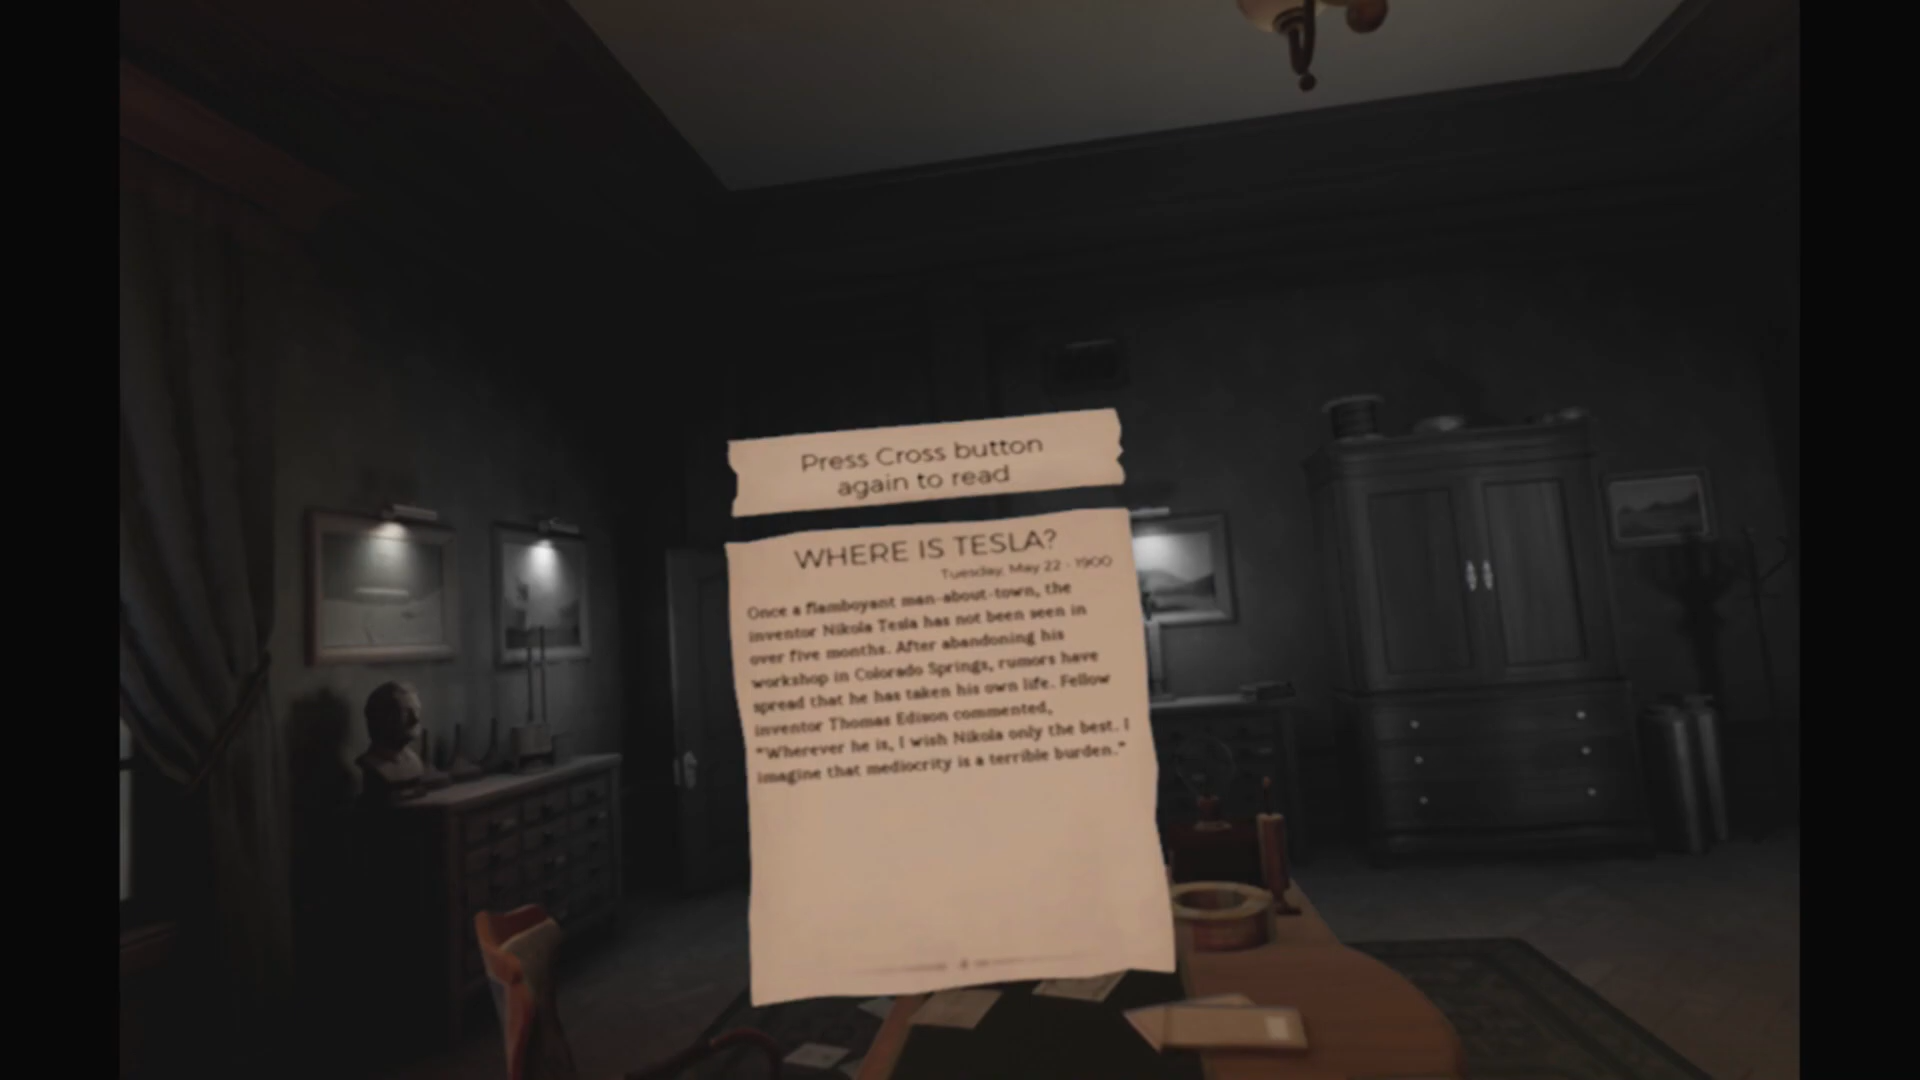 Press Cross button
again to read
WHERE IS TESLA?
Tuesday, May 22 - 1900
Once a flamboyant man-about-town, the
inventor Nikola Tesla has not been seen in
over five months. After abandoning his
workshop in Colorado Springs, rumors have
spread that he has taken his own life. Fellow
inventor Thomas Edison commented,
"Wherever he is, I wish Nikola only the best. I
imagine that mediocrity is a terrible burden."